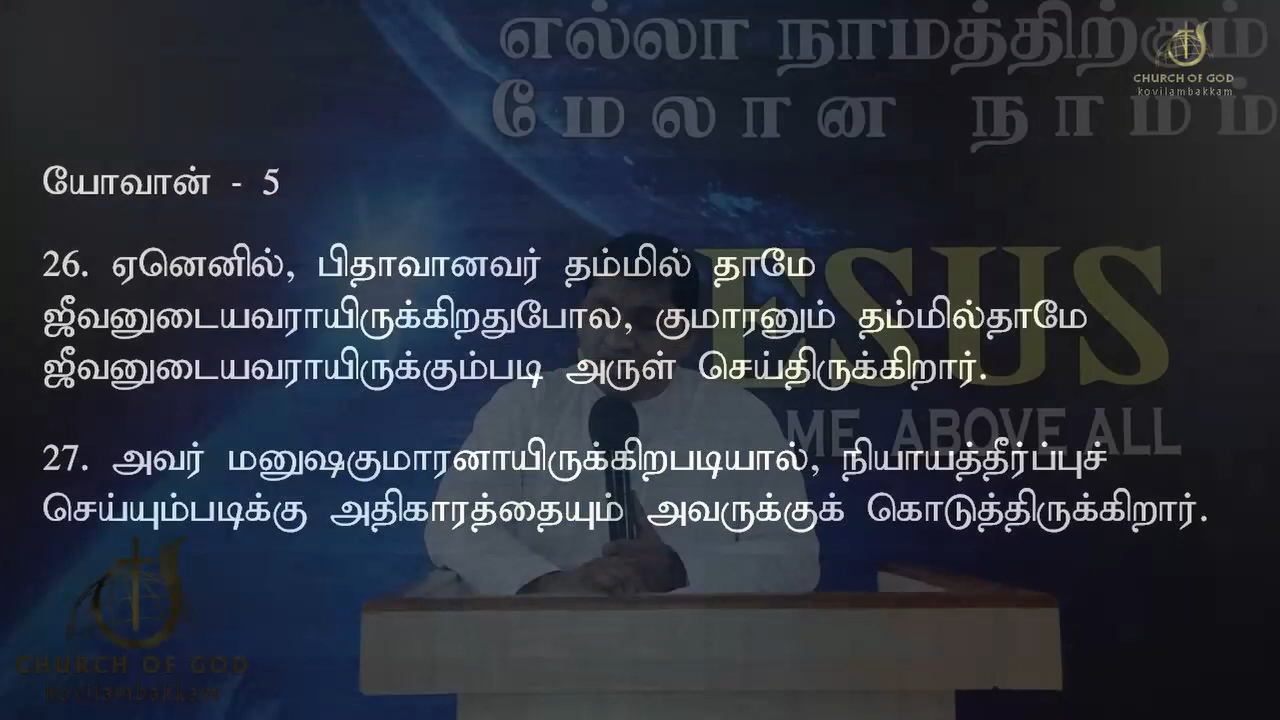 எல்லா நாமத்திற்கும்
மேலான நாமம்
CHURCH OF GOD
kovilambakkam
யோவான் - 5
26. ஏனெனில், பிதாவானவர் தம்மில் தாமே
ஜீவனுடையவராயிருக்கிறதுபோல, குமாரனும் தம்மில்தாமே
ஜீவனுடையவராயிருக்கும்படி அருள் செய்திருக்கிறார்.
ESUS
ME ABOVE ALL
27. அவர் மனுஷகுமாரனாயிருக்கிறபடியால், நியாயத்தீர்ப்புச்
செய்யும்படிக்கு அதிகாரத்தையும் அவருக்குக் கொடுத்திருக்கிறார்.
CHURCH OF GOD
kovilambakkam